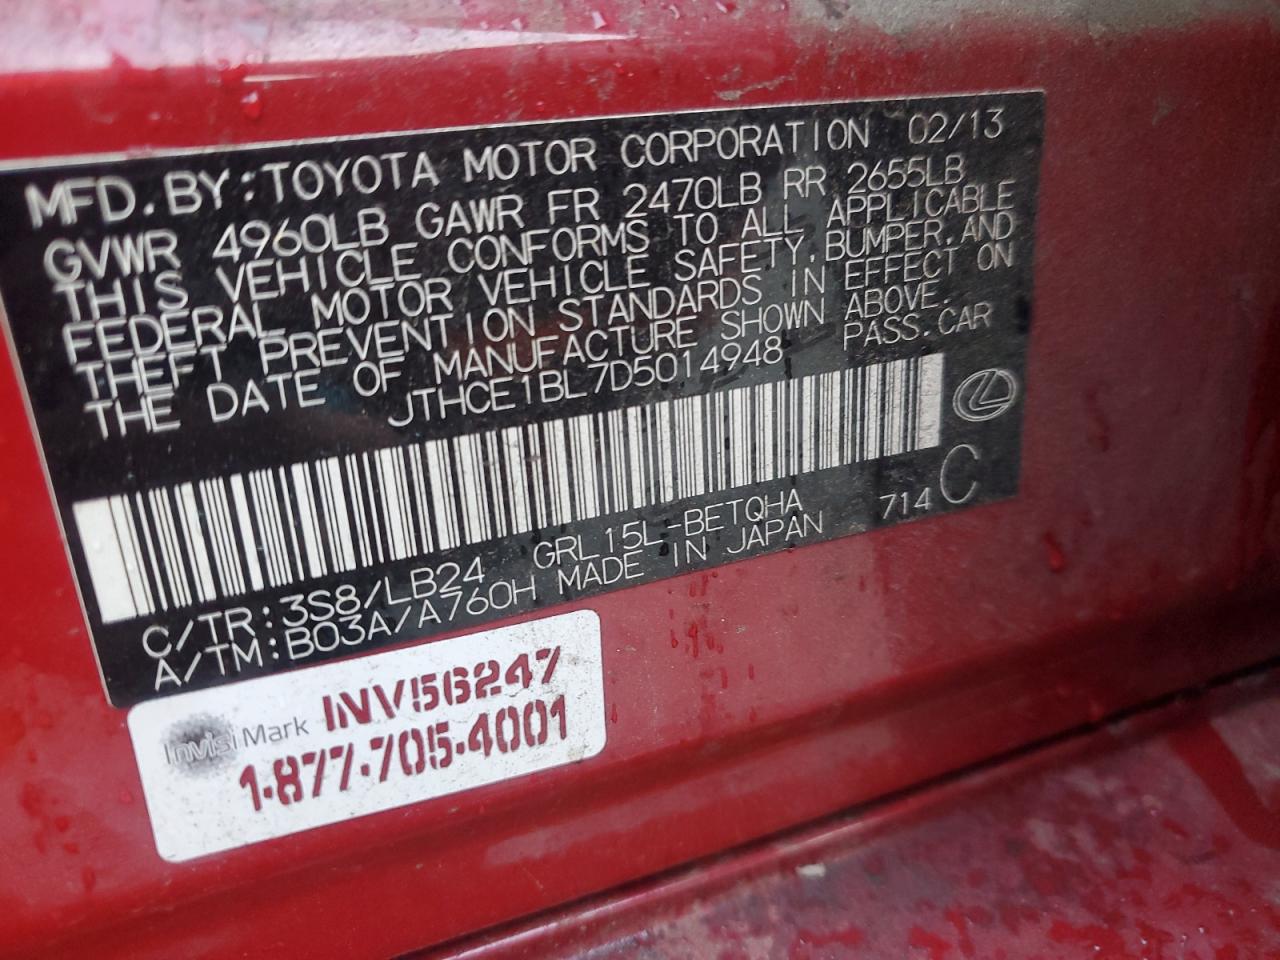 MFD. BY: TOYOTA MOTOR CORPORATION 02/13
GVWR 4960LB GAWR FR 2470LB RR 2655LB
THIS VEHICLE CONFORMS TO ALL APPLICABLE
FEDERAL MOTOR VEHICLE SAFETY, BUMPER, AND
THEFT PREVENTION STANDARDS IN EFFECT ON
THE DATE OF MANUFACTURE SHOWN ABOVE.
JTHCE1BL7D5014948 PASS. CAR
C/TR: 3S8/LB24 GRL15L-BETQHA 714 C
A/TM: B03A/A760H MADE IN JAPAN
InvisiMark INV56247
1-877-705-4001